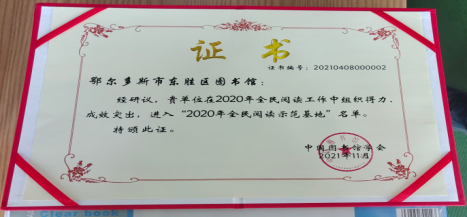 证书
证书编号：20210408000002
鄂尔多斯市东胜区图书馆：
经研议，贵单位在2020年全民阅读工作中组织得力、
成效突出，进入“2020年全民阅读示范基地”名单。
特颁此证。
中国图书馆学会
2021年11月
Clear book